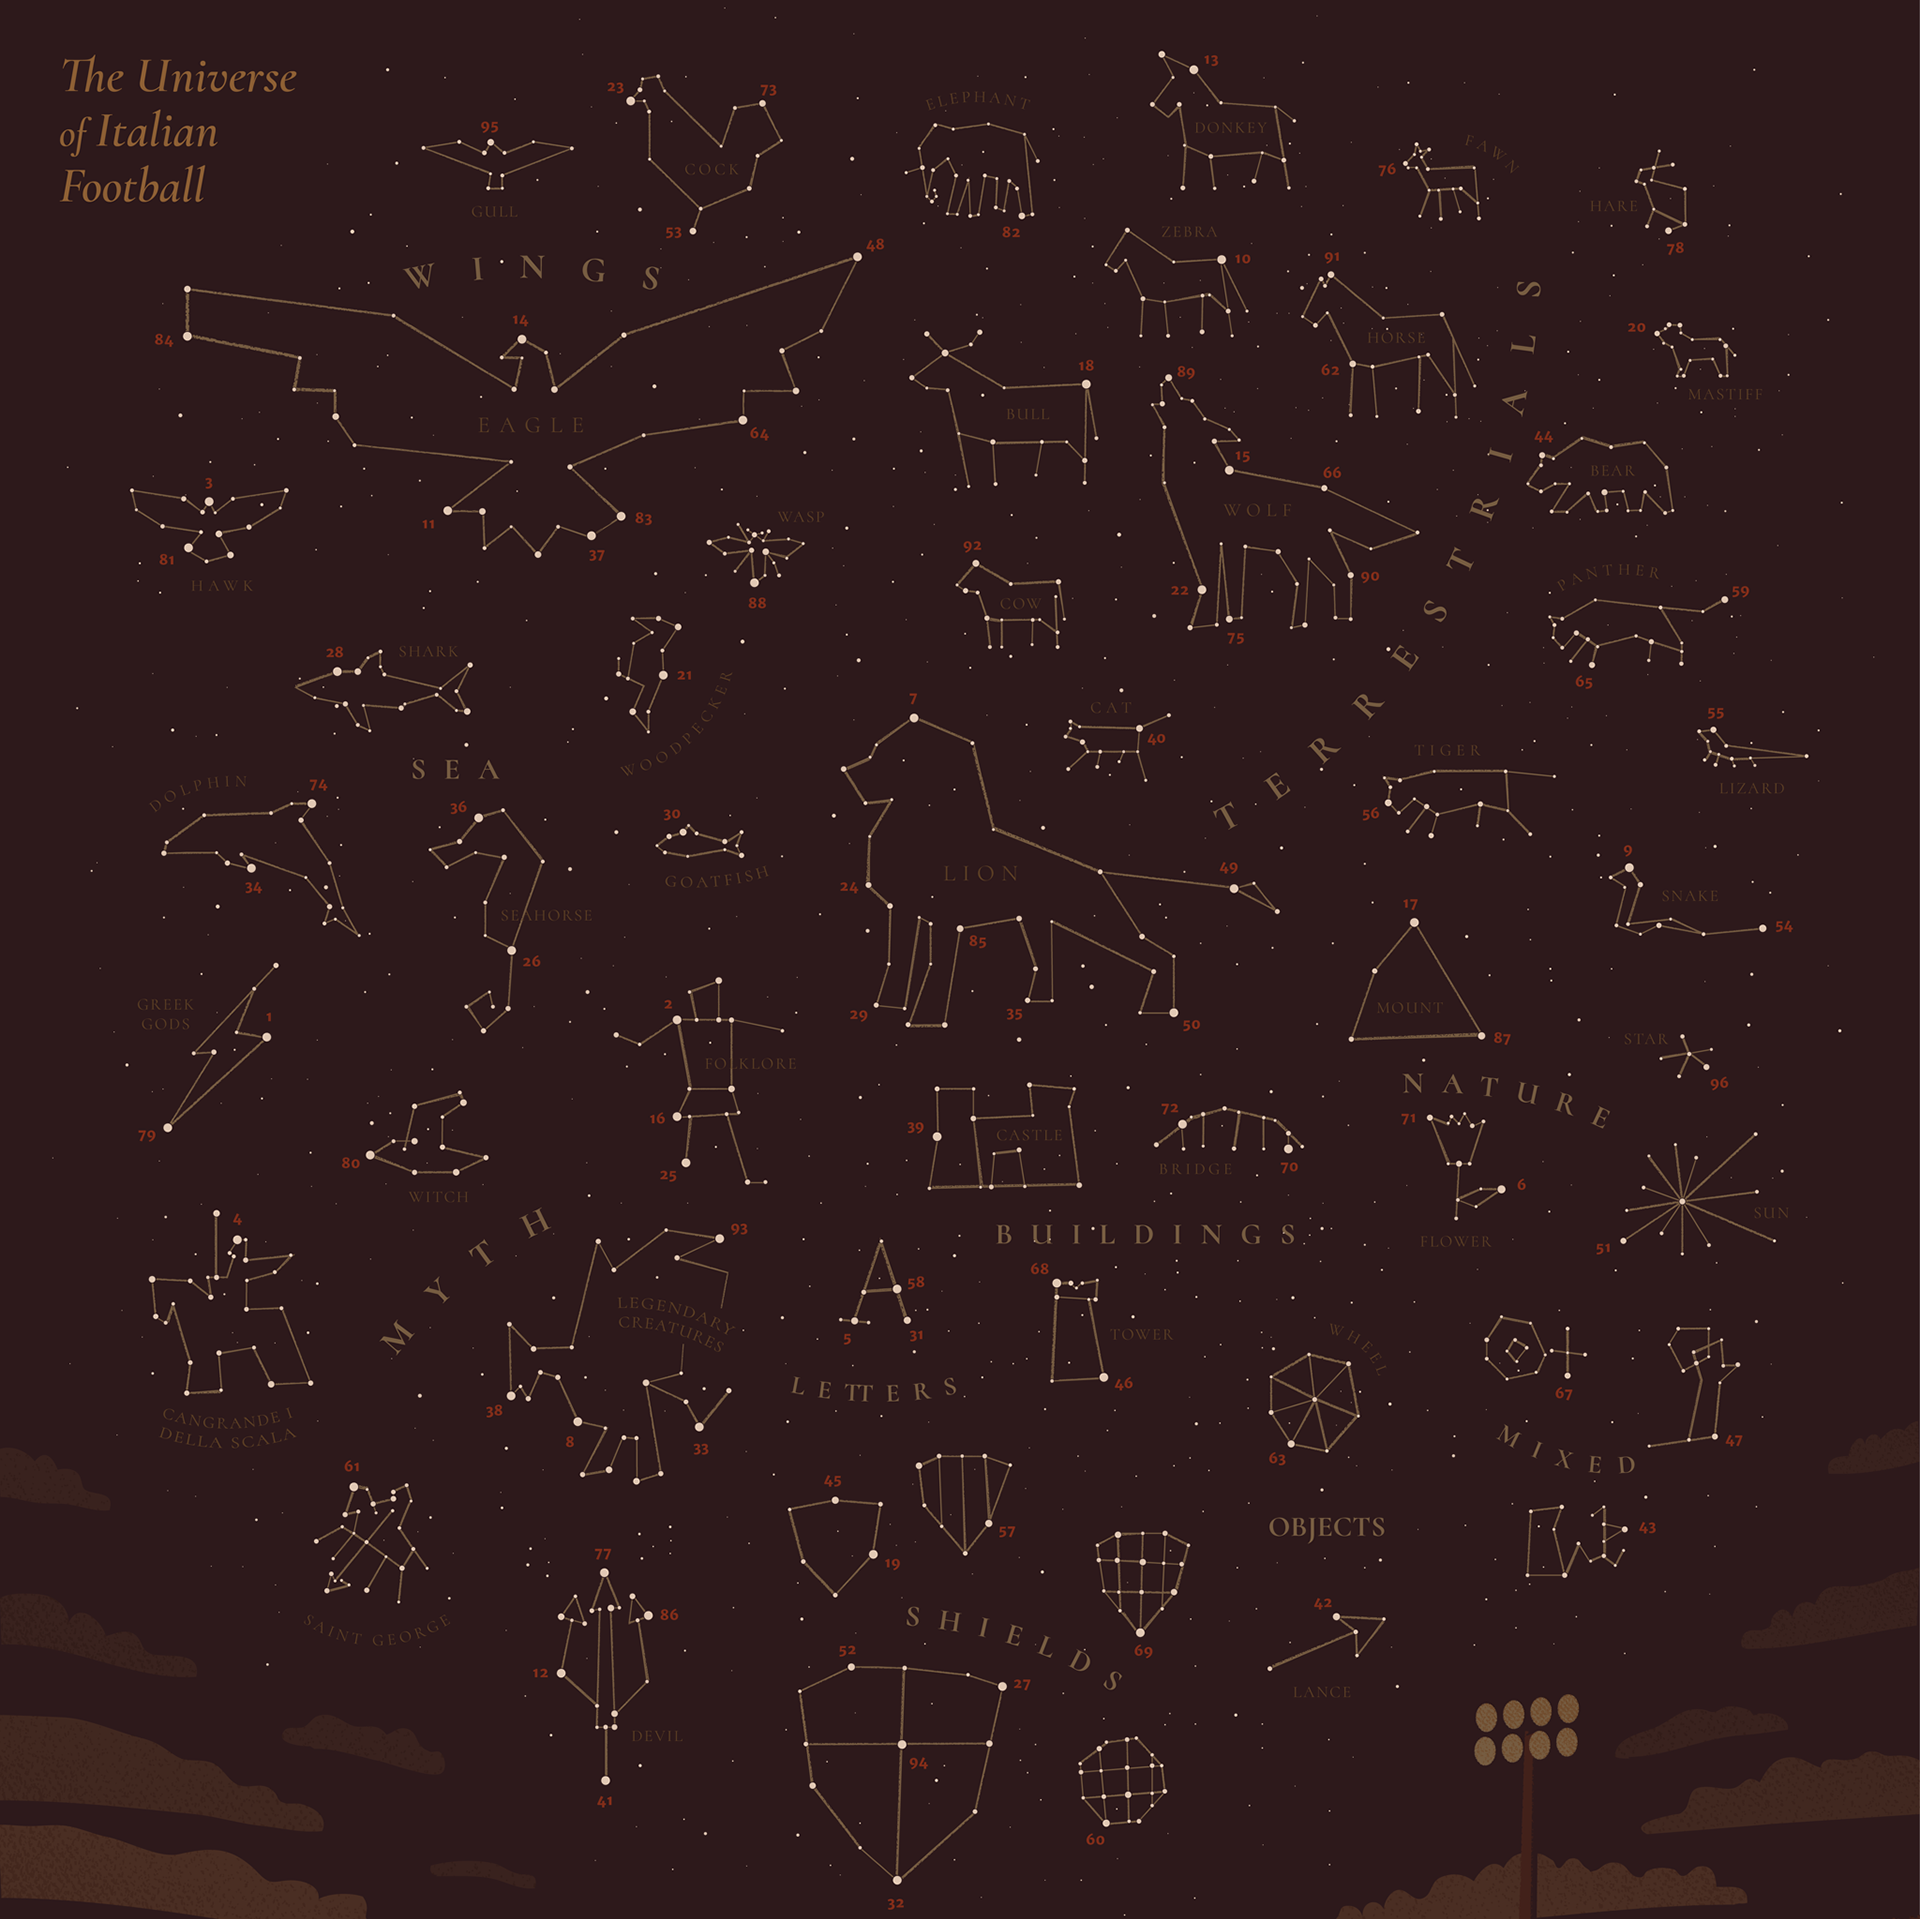 The Universe
of Italian
Football
95
GULL
23
73
COCK
53
ELEPHANT
82
13
DONKEY
76
FAWN
HARE
78
WINGS
84
14
48
EAGLE
64
11
83
37
3
81
HAWK
WASP
88
ZEBRA
10
91
HORSE
62
20
MASTIFF
18
BULL
89
15
66
WOLF
22
75
90
92
COW
44
BEAR
PANTHER
59
65
TERRESTRIALS
28
SHARK
21
WOODPECKER
SEA
DOLPHIN
74
34
36
SEAHORSE
26
30
GOATFISH
7
24
LION
49
85
29
35
50
CAT
40
TIGER
56
55
LIZARD
9
SNAKE
54
17
MOUNT
87
STAR
96
NATURE
71
6
FLOWER
51
SUN
GREEK
GODS
1
79
2
FOLKLORE
16
25
80
WITCH
MYTH
4
CANGRANDE I
DELLA SCALA
93
LEGENDARY
CREATURES
38
8
33
61
SAINT GEORGE
77
86
12
DEVIL
41
39
CASTLE
72
BRIDGE
70
BUILDINGS
68
TOWER
46
58
5
31
LETTERS
WHEEL
63
OBJECTS
42
LANCE
67
47
MIXED
43
45
19
57
69
SHIELDS
52
27
94
32
60